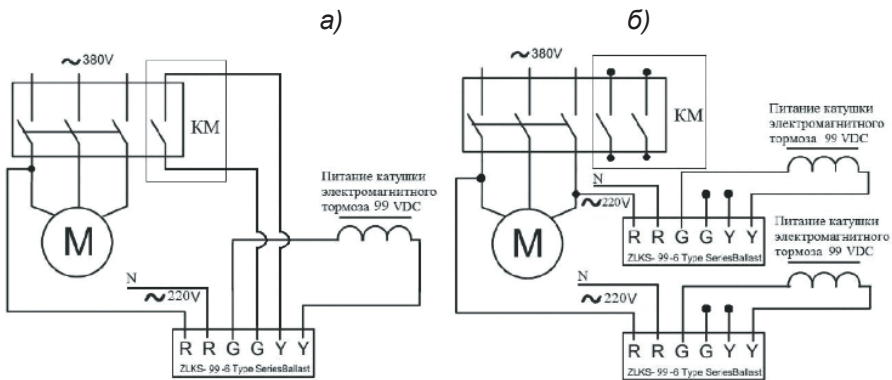 а)
~380V
КМ
Питание катушки
электромагнитного
тормоза 99 VDC
М
N
~220V
R R G G Y Y
ZLKS- 99 -6 Type SeriesBallast
б)
~380V
КМ
Питание катушки
электромагнитного
тормоза 99 VDC
N
~220V
R R G G Y Y
ZLKS- 99 -6 Type SeriesBallast
М
Питание катушки
электромагнитного
тормоза 99 VDC
N
~220V
R R G G Y Y
ZLKS- 99 -6 Type SeriesBallast